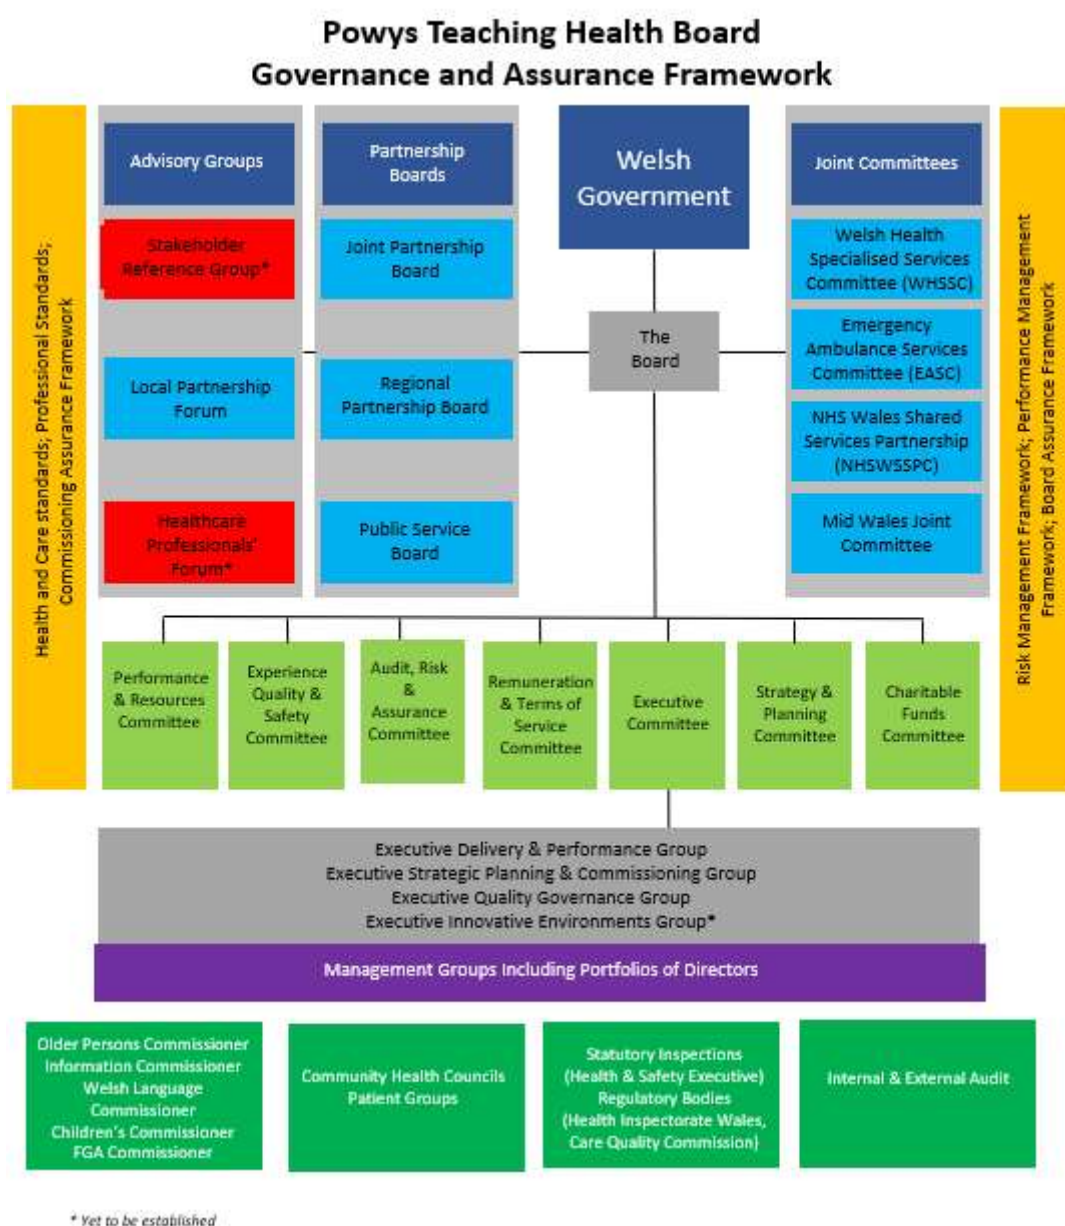 Powys Teaching Health Board
Governance and Assurance Framework
Health and Care standards; Professional Standards;
Commissioning Assurance Framework
Advisory Groups
Stakeholder
Reference Group*
Local Partnership
Forum
Healthcare
Professionals'
Forum*
Partnership
Boards
Joint Partnership
Board
Regional
Partnership Board
Public Service
Board
Welsh
Government
The
Board
Joint Committees
Welsh Health
Specialised Services
Committee (WHSSC)
Emergency
Ambulance Services
Committee (EASC)
NHS Wales Shared
Services Partnership
(NHSWSSPC)
Mid Wales Joint
Committee
Risk Management Framework; Performance Management
Framework; Board Assurance Framework
Performance
& Resources
Committee
Experience
Quality &
Safety
Committee
Audit, Risk
&
Assurance
Committee
Remuneration
& Terms of
Service
Committee
Executive
Committee
Strategy &
Planning
Committee
Charitable
Funds
Committee
Executive Delivery & Performance Group
Executive Strategic Planning & Commissioning Group
Executive Quality Governance Group
Executive Innovative Environments Group*
Management Groups Including Portfolios of Directors
Older Persons Commissioner
Information Commissioner
Welsh Language
Commissioner
Children's Commissioner
FGA Commissioner
Community Health Councils
Patient Groups
Statutory Inspections
(Health & Safety Executive)
Regulatory Bodies
(Health Inspectorate Wales,
Care Quality Commission)
Internal & External Audit
* Yet to be established